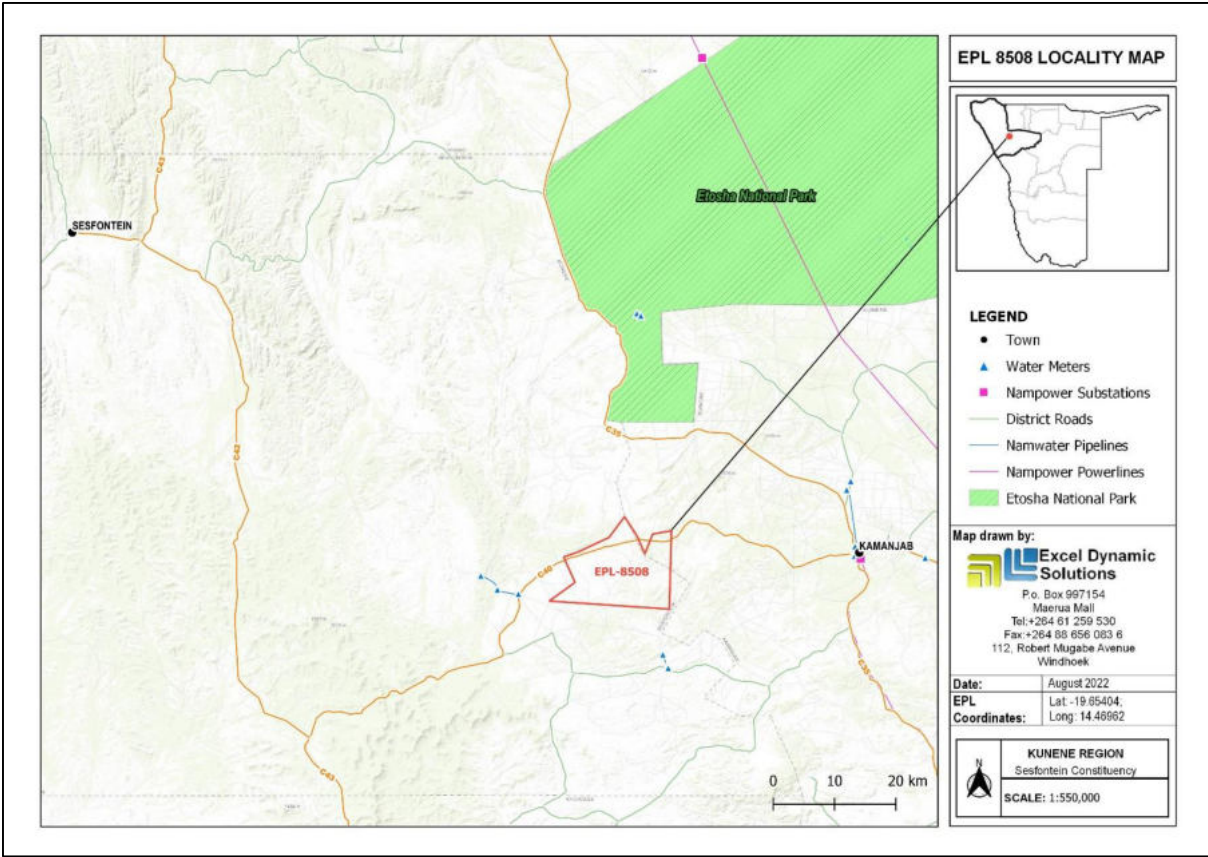 EPL 8508 LOCALITY MAP
Etosha National Park
SESFONTEIN
C43
C43
C35
KAMANJAB
EPL-8508
C40
C35
C43
0 10 20 km
LEGEND
Town
Water Meters
Nampower Substations
District Roads
Namwater Pipelines
Nampower Powerlines
Etosha National Park
Map drawn by:
Excel Dynamic
Solutions
P.o. Box 997154
Maerua Mall
Tel:+264 61 259 530
Fax:+264 88 656 083 6
112, Robert Mugabe Avenue
Windhoek
Date: August 2022
EPL Lat: -19.65404;
Coordinates: Long: 14.46962
N
KUNENE REGION
Sesfontein Constituency
SCALE: 1:550,000